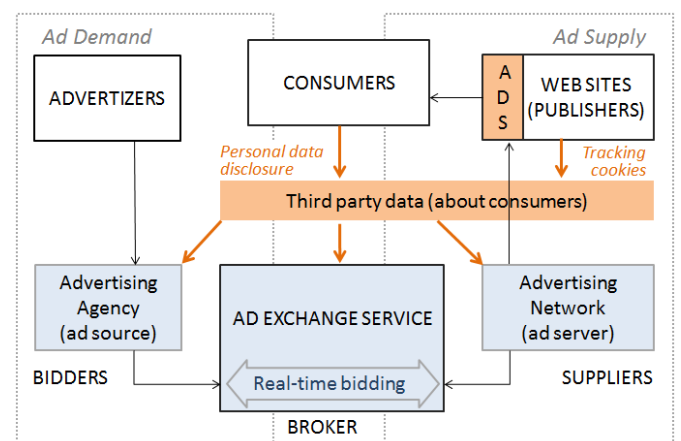 Ad Demand
Ad Supply
ADVERTIZERS
CONSUMERS
A
D
S
WEB SITES
(PUBLISHERS)
Personal data
disclosure
Tracking
cookies
Third party data (about consumers)
Advertising
Agency
(ad source)
AD EXCHANGE SERVICE
Advertising
Network
(ad server)
BIDDERS
Real-time bidding
SUPPLIERS
BROKER